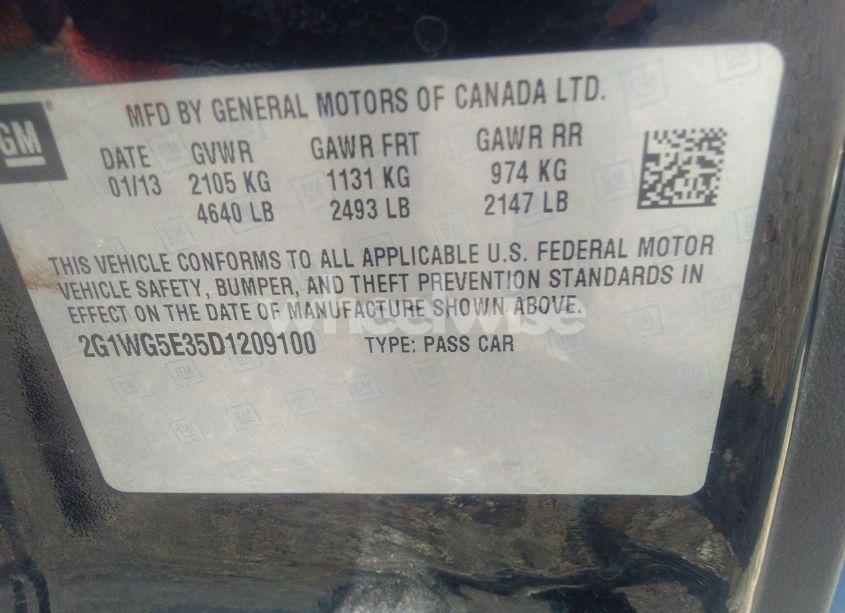 GM
MFD BY GENERAL MOTORS OF CANADA LTD.
DATE GVWR GAWR FRT GAWR RR
01/13 2105 KG 1131 KG 974 KG
4640 LB 2493 LB 2147 LB
THIS VEHICLE CONFORMS TO ALL APPLICABLE U.S. FEDERAL MOTOR
VEHICLE SAFETY, BUMPER, AND THEFT PREVENTION STANDARDS IN
EFFECT ON THE DATE OF MANUFACTURE SHOWN ABOVE.
wheelwise
2G1WG5E35D1209100 TYPE: PASS CAR